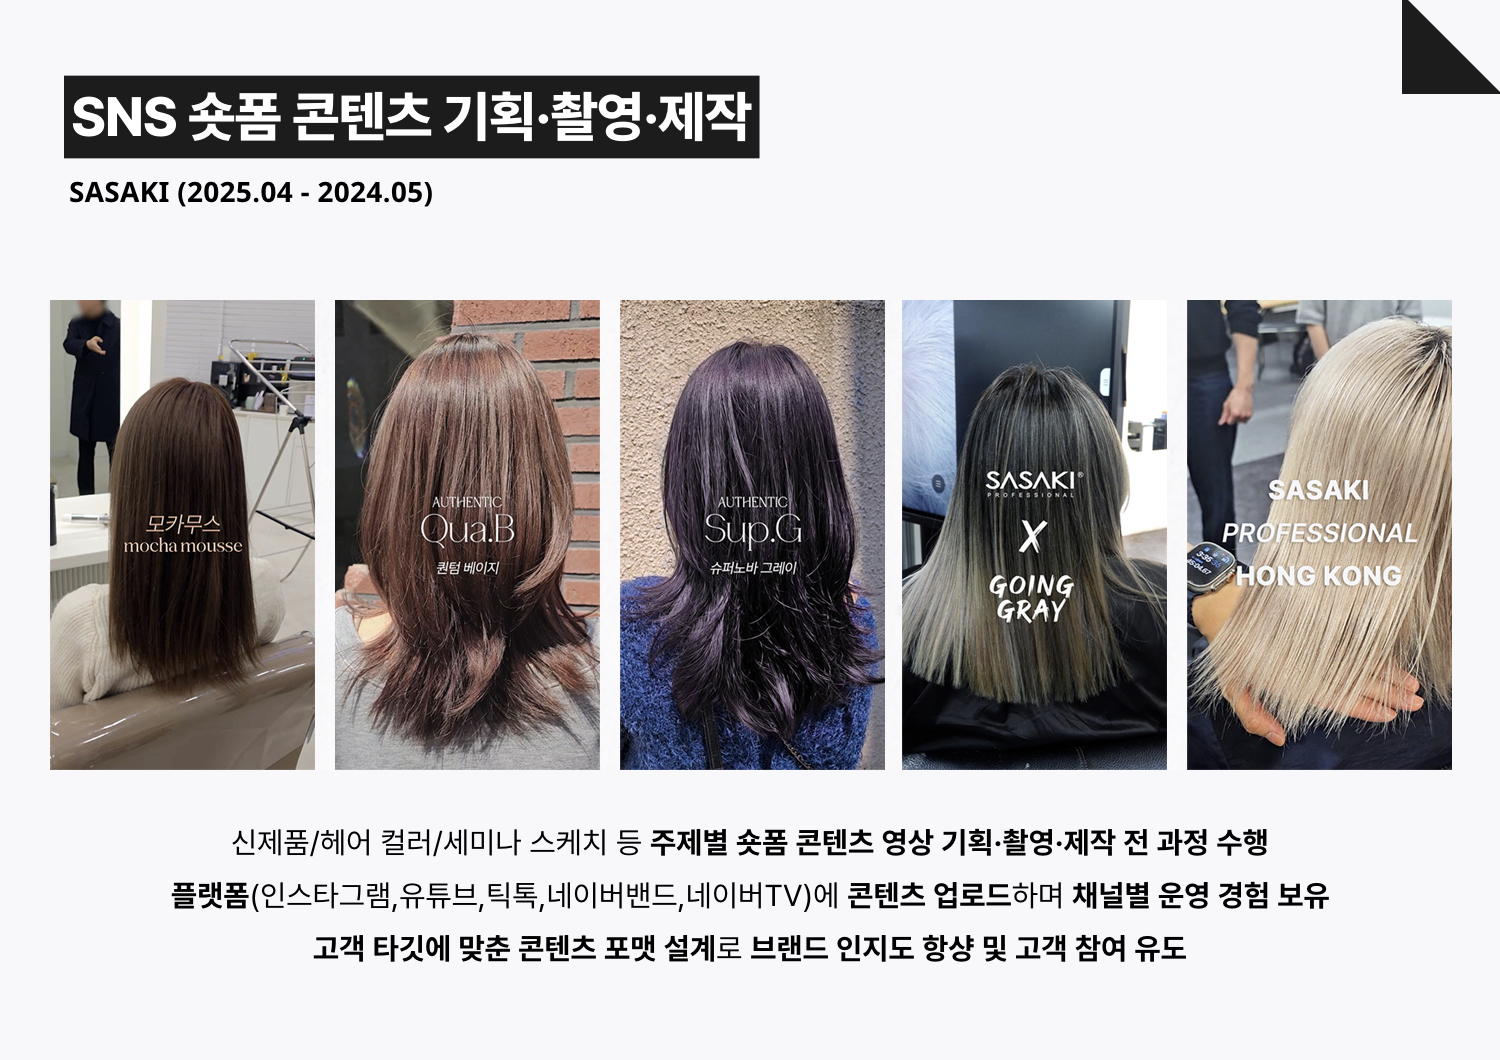 SNS 숏폼 콘텐츠 기획·촬영·제작
SASAKI (2025.04 - 2024.05)
모카무스
mocha mousse
AUTHENTIC
Qua.B
퀀텀 베이지
AUTHENTIC
Sup.G
슈퍼노바 그레이
SASAKI®
PROFESSIONAL
X
GOING
GRAY
SASAKI
PROFESSIONAL
HONG KONG
신제품/헤어 컬러/세미나 스케치 등 주제별 숏폼 콘텐츠 영상 기획·촬영·제작 전 과정 수행
플랫폼(인스타그램,유튜브,틱톡,네이버밴드,네이버TV)에 콘텐츠 업로드하며 채널별 운영 경험 보유
고객 타깃에 맞춘 콘텐츠 포맷 설계로 브랜드 인지도 항샹 및 고객 참여 유도